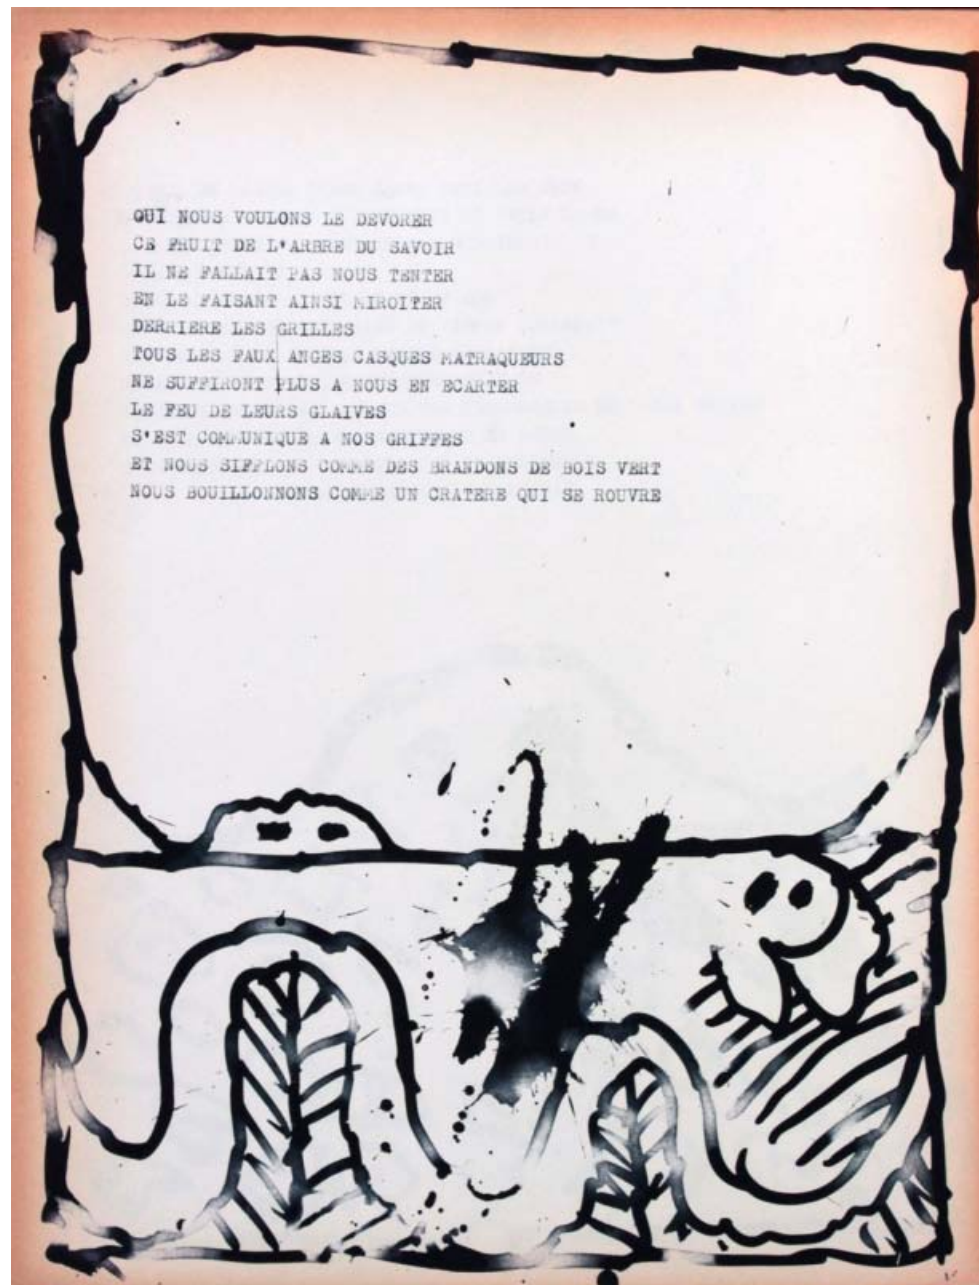 QUI NOUS VOULONS LE DEVORER
CE FRUIT DE L'ARBRE DU SAVOIR
IL NE FALLAIT PAS NOUS TENTER
EN LE FAISANT AINSI MIROITER
DERRIERE LES GRILLES
TOUS LES FAUX ANGES CASQUES MATRAQUEURS
NE SUFFIRONT PLUS A NOUS EN ECARTER
LE FEU DE LEURS GLAIVES
S'EST COMMUNIQUE A NOS GRIFFES
ET NOUS SIFFLONS COMME DES BRANDONS DE BOIS VERT
NOUS BOUILLONNONS COMME UN CRATERE QUI SE ROUVRE